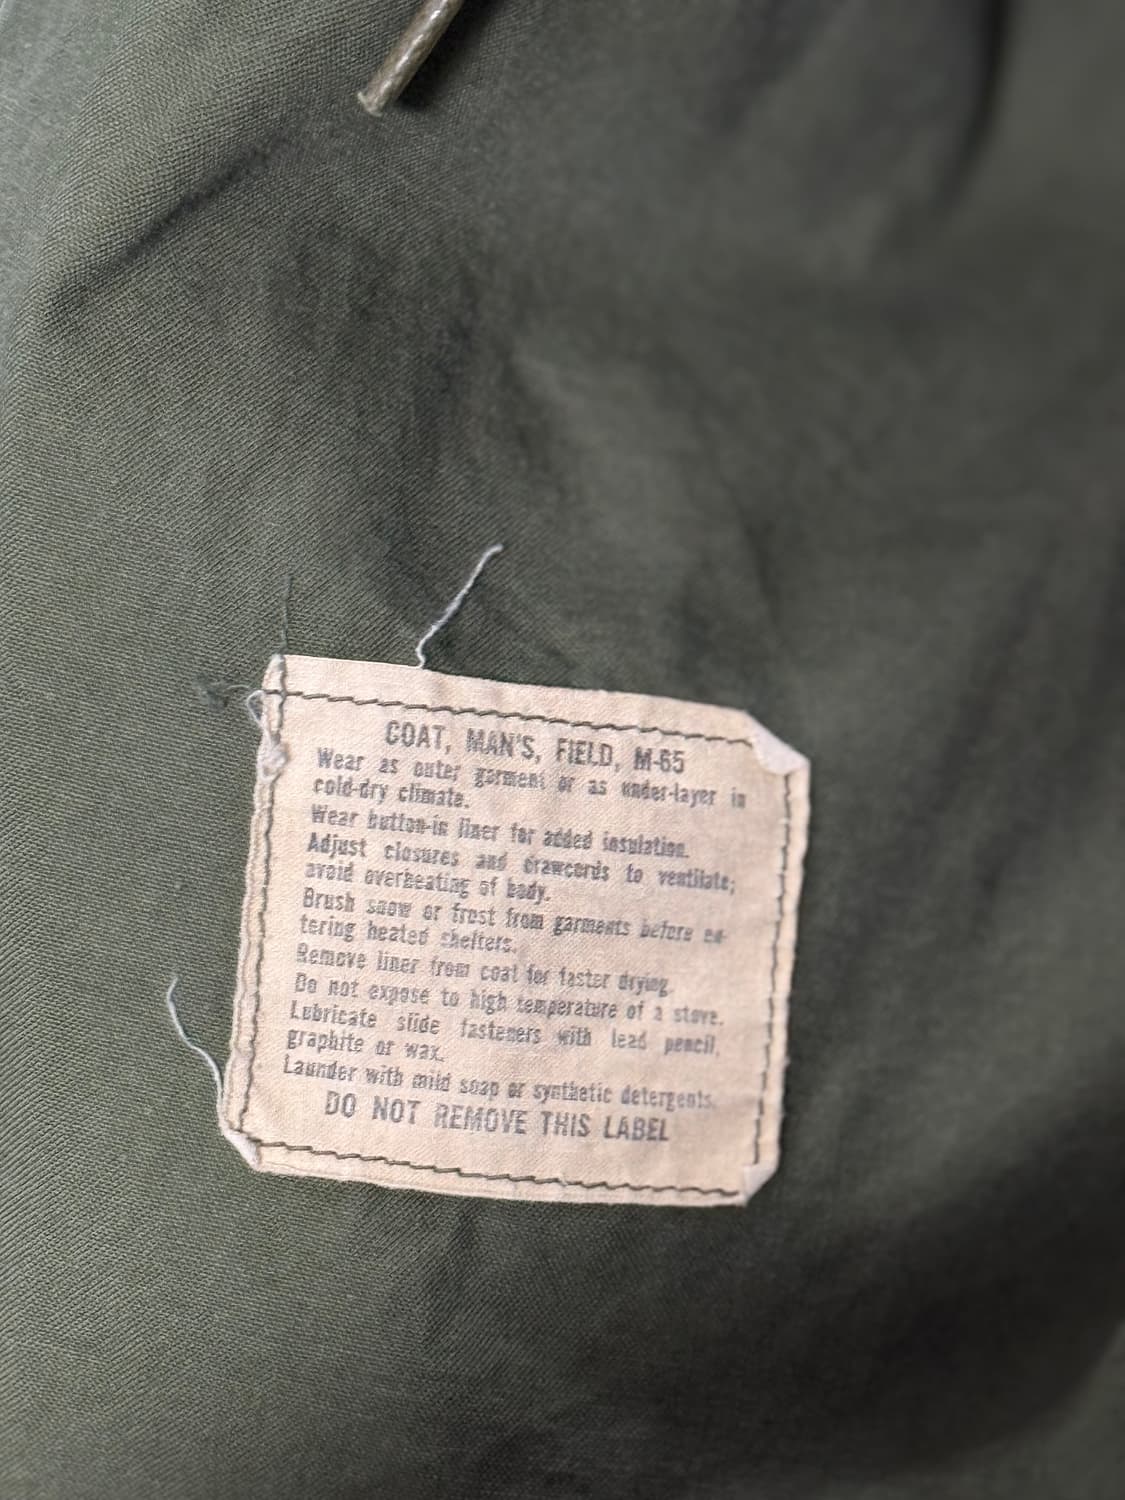 COAT, MAN'S, FIELD, M-65
Wear as outer garment or as under-layer in
cold-dry climate.
Wear button-in liner for added insulation.
Adjust closures and drawcords to ventilate;
avoid overheating of body.
Brush snow or frost from garments before en-
tering heated shelters.
Remove liner from coat for faster drying.
Do not expose to high temperature of a stove.
Lubricate slide fasteners with lead pencil,
graphite or wax.
Launder with mild soap or synthetic detergents.
DO NOT REMOVE THIS LABEL